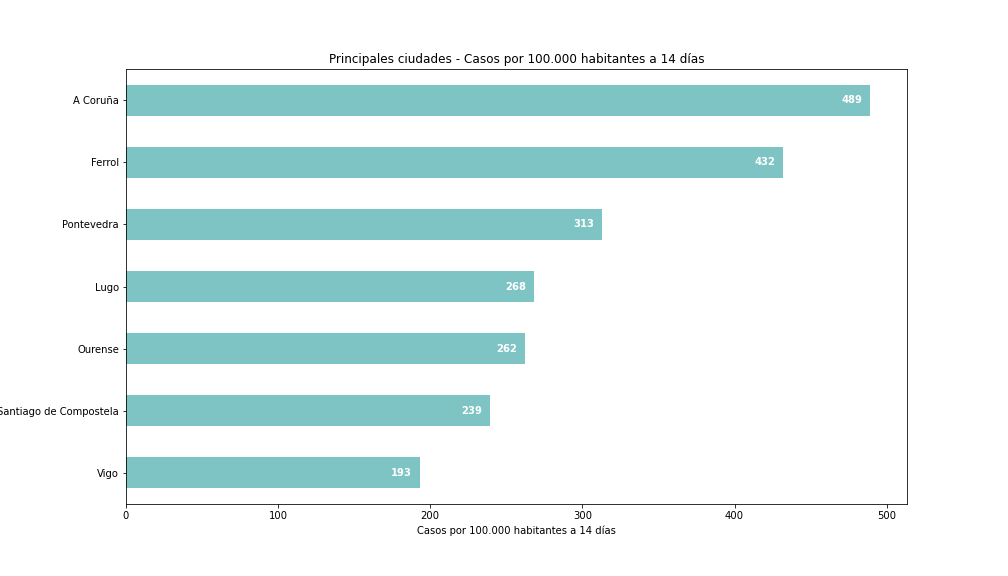 Principales ciudades - Casos por 100.000 habitantes a 14 días
A Coruña 489
Ferrol 432
Pontevedra 313
Lugo 268
Ourense 262
Santiago de Compostela 239
Vigo 193
0 100 200 300 400 500
Casos por 100.000 habitantes a 14 días